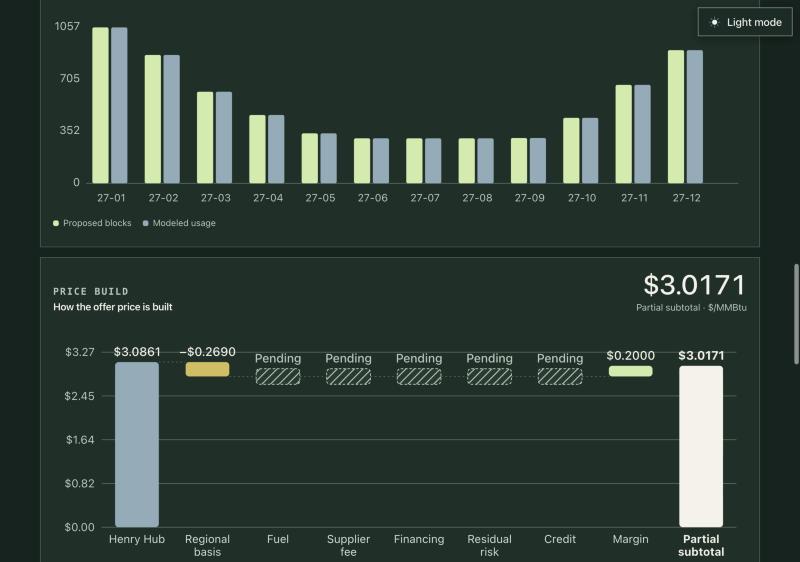 Light mode
1057
705
352
0
27-01 27-02 27-03 27-04 27-05 27-06 27-07 27-08 27-09 27-10 27-11 27-12
Proposed blocks Modeled usage
PRICE BUILD
How the offer price is built
$3.0171
Partial subtotal · $/MMBtu
$3.27
$2.45
$1.64
$0.82
$0.00
$3.0861 −$0.2690 Pending Pending Pending Pending Pending $0.2000 $3.0171
Henry Hub
Regional
basis
Fuel
Supplier
fee
Financing
Residual
risk
Credit
Margin
Partial
subtotal